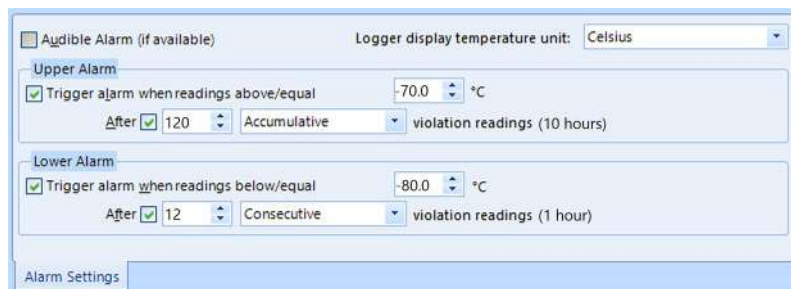 Audible Alarm (if available) Logger display temperature unit: Celsius
Upper Alarm
Trigger alarm when readings above/equal -70.0 °C
After 120 Accumulative violation readings (10 hours)
Lower Alarm
Trigger alarm when readings below/equal -80.0 °C
After 12 Consecutive violation readings (1 hour)
Alarm Settings